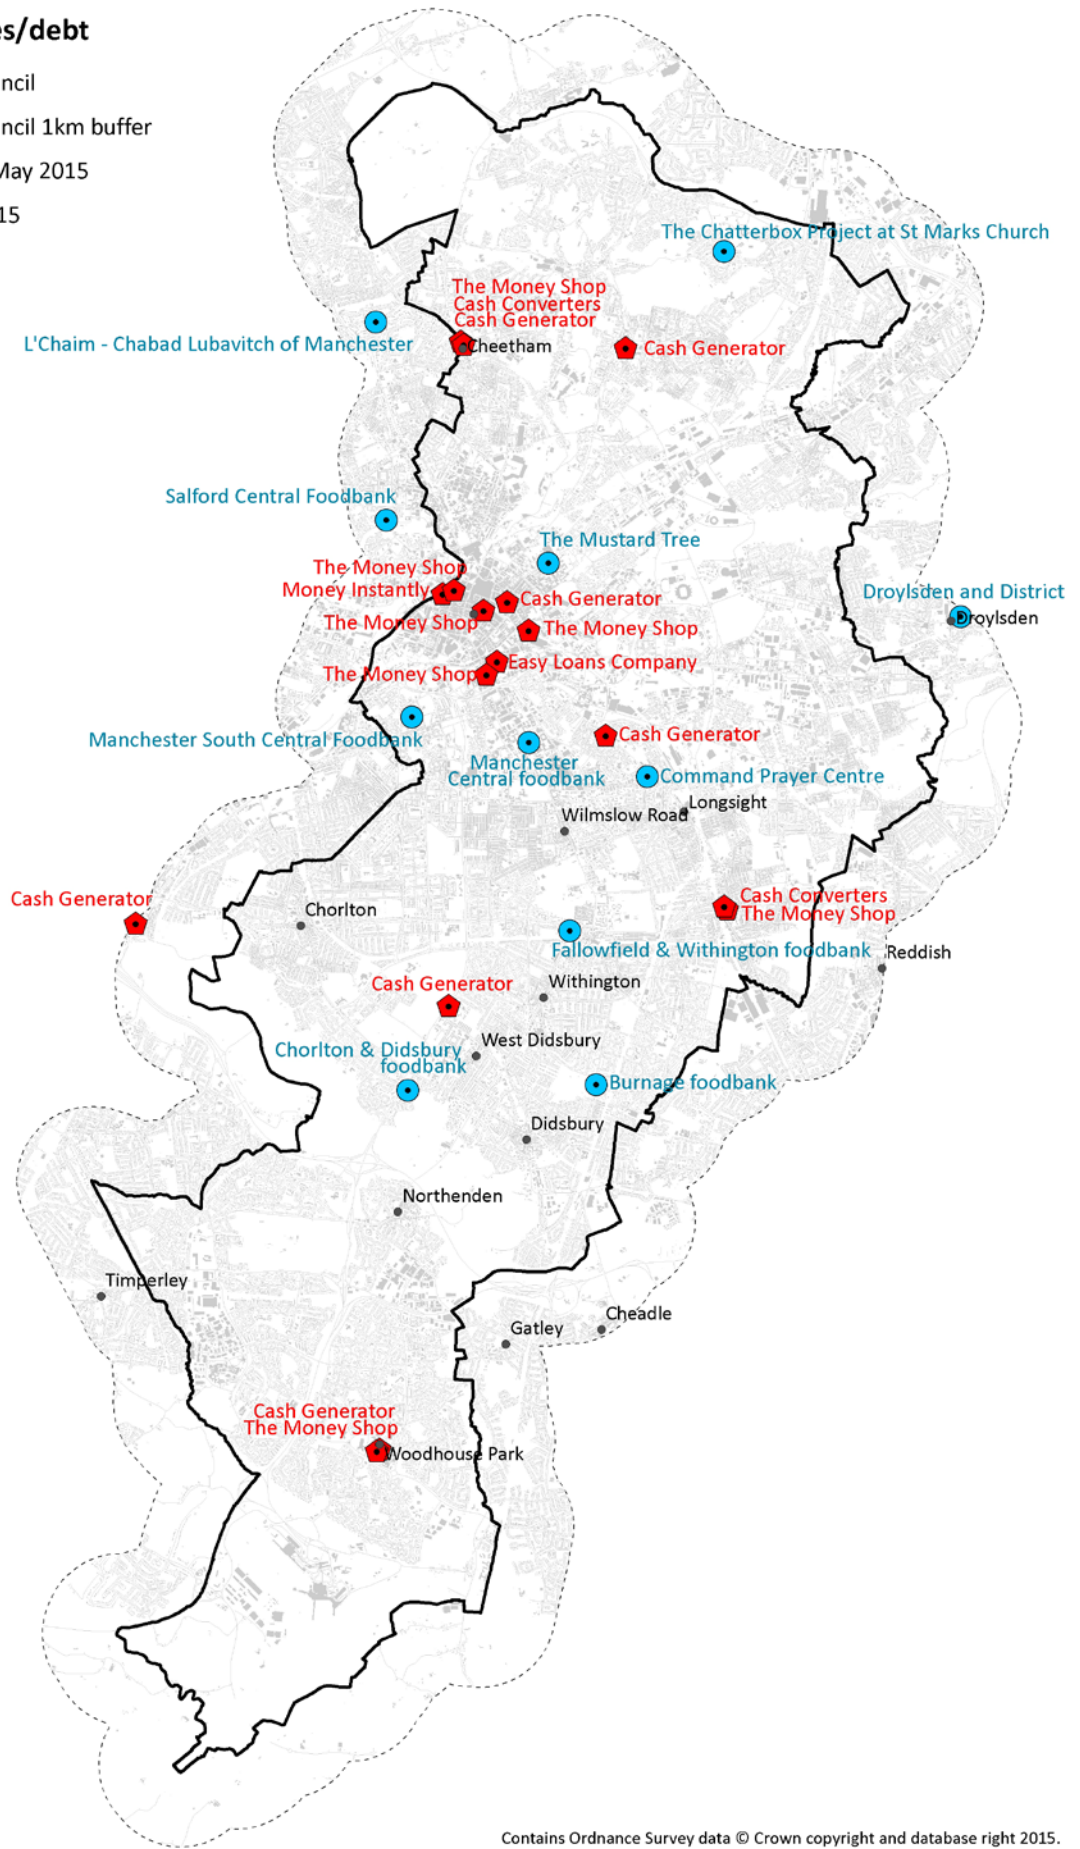 es/debt
ncil
ncil 1km buffer
May 2015
15
The Chatterbox Project at St Marks Church
The Money Shop
Cash Converters
Cash Generator
L'Chaim - Chabad Lubavitch of Manchester
Cheetham
Cash Generator
Salford Central Foodbank
The Mustard Tree
The Money Shop
Money Instantly
Cash Generator
Droylsden and District
Droylsden
The Money Shop
The Money Shop
Easy Loans Company
The Money Shop
Manchester South Central Foodbank
Cash Generator
Manchester
Central foodbank
Command Prayer Centre
Longsight
Wilmslow Road
Cash Generator
Chorlton
Cash Converters
The Money Shop
Fallowfield & Withington foodbank
Reddish
Cash Generator
Withington
West Didsbury
Chorlton & Didsbury
foodbank
Burnage foodbank
Didsbury
Northenden
Timperley
Cheadle
Gatley
Cash Generator
The Money Shop
Woodhouse Park
Contains Ordnance Survey data © Crown copyright and database right 2015.